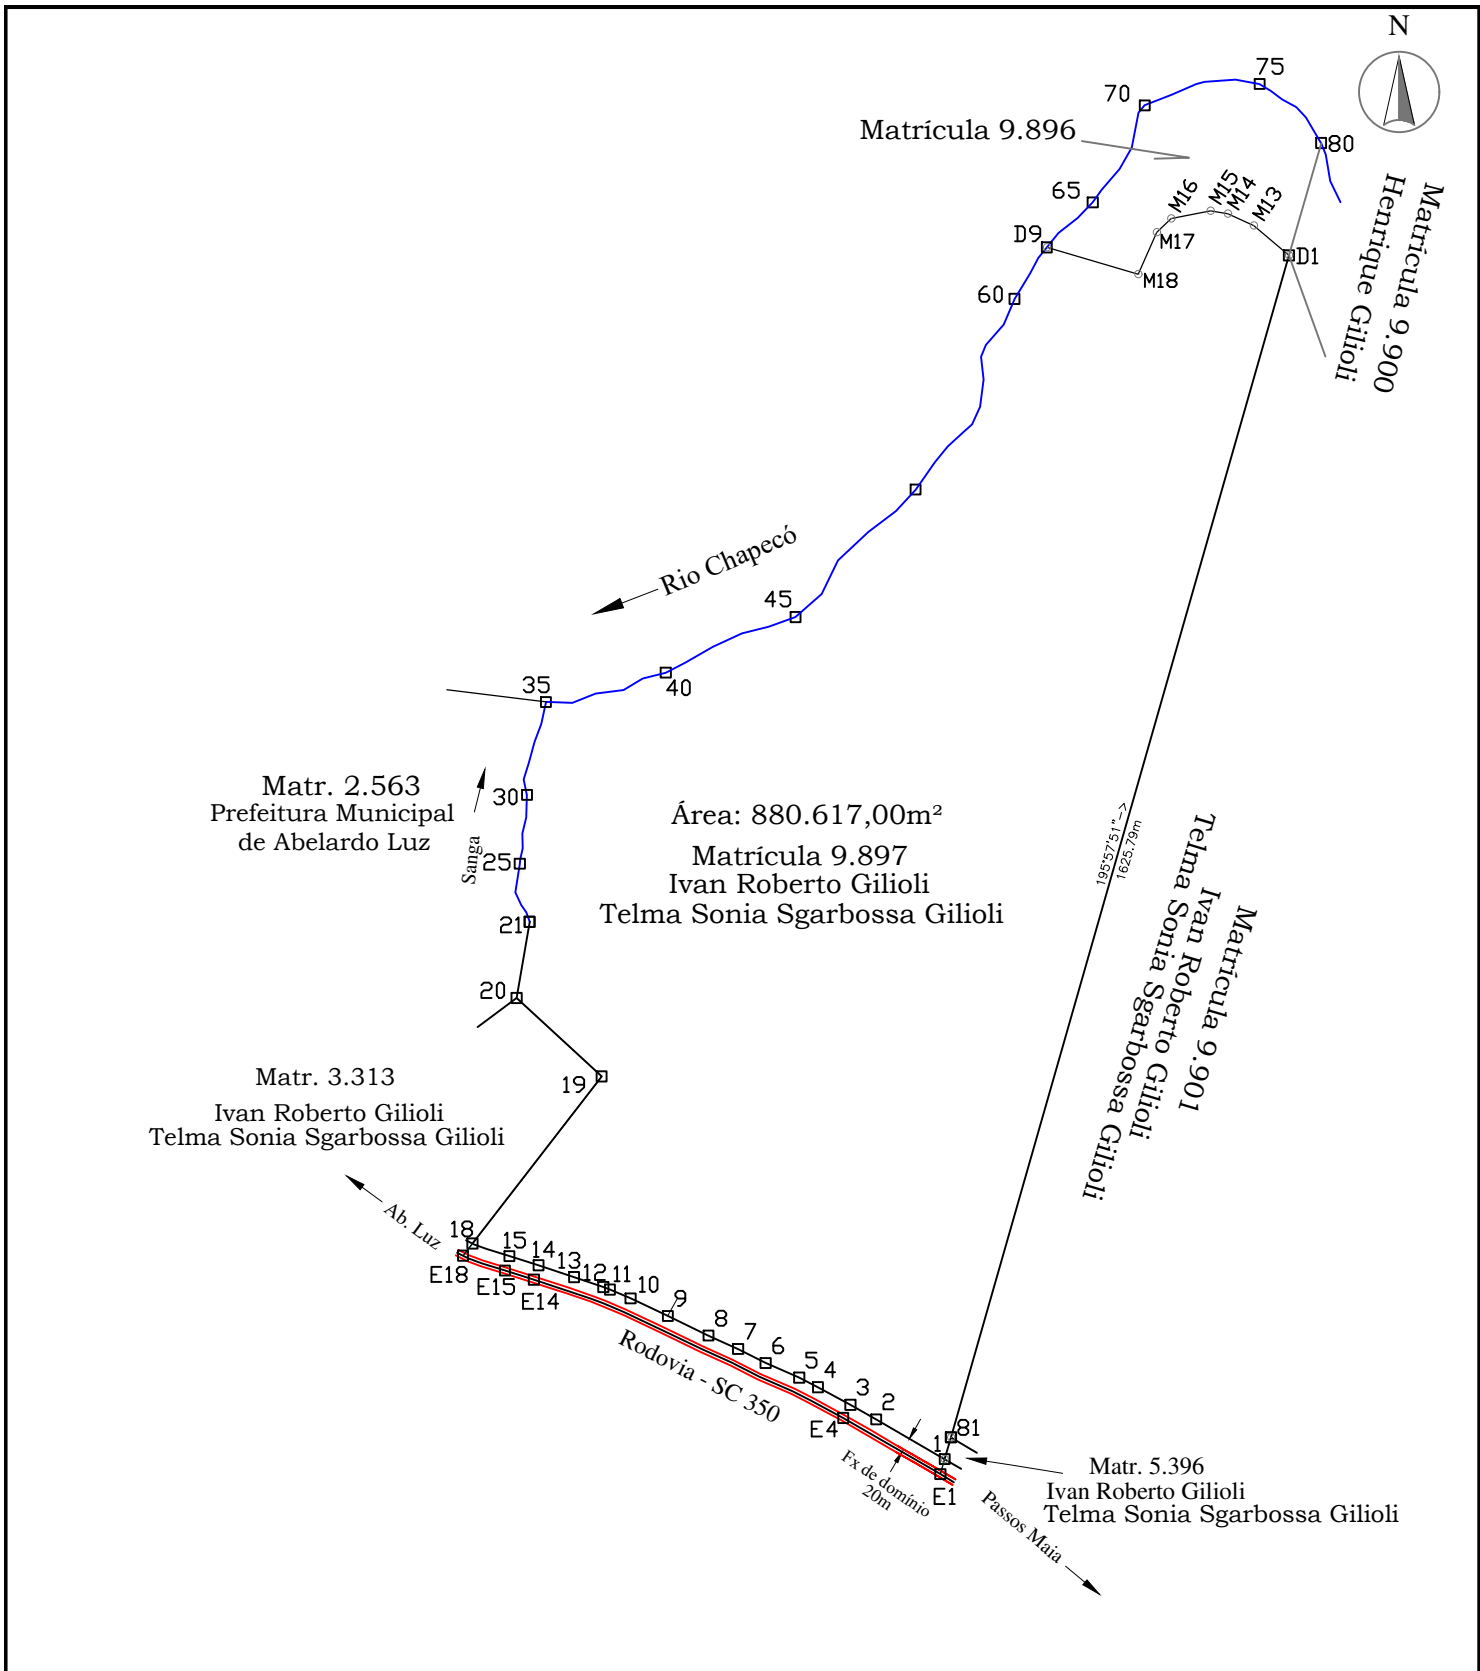 N
75
70
80
Matrícula 9.896
65
M16
M15
M14
M13
M17
D9
D1
M18
60
Matrícula 9.900
Henrique Gilioli
Rio Chapecó
45
35
40
Matr. 2.563
Prefeitura Municipal
de Abelardo Luz
30
Sanga
25
21
20
Área: 880.617,00m²
Matrícula 9.897
Ivan Roberto Gilioli
Telma Sonia Sgarbossa Gilioli
195°57'51"-->
1625.79m
Matrícula 9.901
Ivan Roberto Gilioli
Telma Sonia Sgarbossa Gilioli
19
Matr. 3.313
Ivan Roberto Gilioli
Telma Sonia Sgarbossa Gilioli
Ab. Luz
18
15
14
13
12
11
10
9
8
7
6
5
4
3
2
1
81
E18
E15
E14
E4
E1
Rodovia - SC 350
Fx de domínio
20m
Passos Maia
Matr. 5.396
Ivan Roberto Gilioli
Telma Sonia Sgarbossa Gilioli